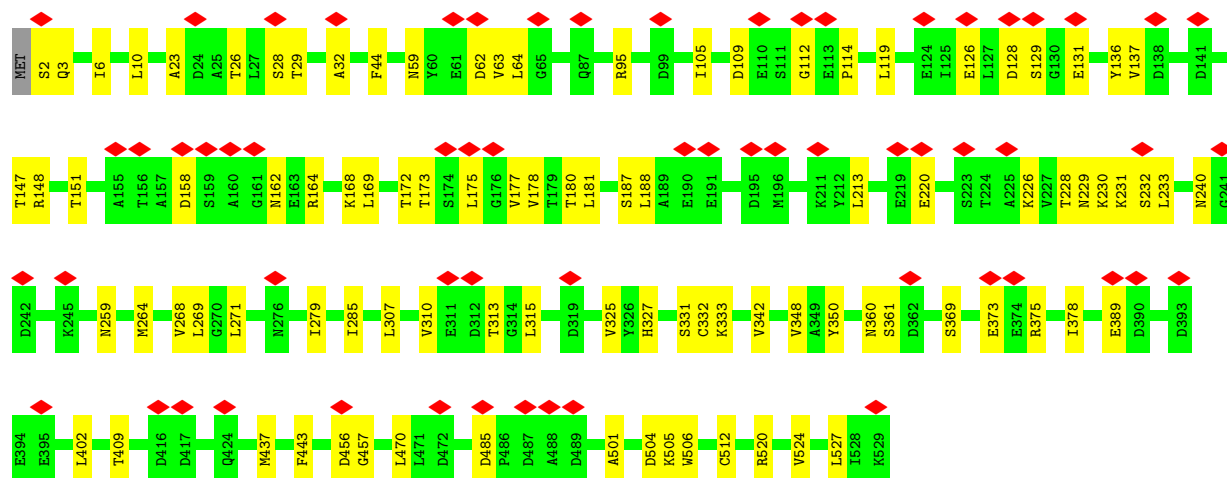 MET S2 Q3 I6 L10 A23 D24 A25 T26 L27 S28 T29 A32 F44 N59 Y60 E61 D62 V63 L64 G65 Q87 R95 D99 I105 D109 E110 S111 G112 E113 P114 L119 E124 I125 E126 L127 D128 S129 G130 E131 Y136 V137 D138 D141
T147 R148 T151 A155 T156 A157 D158 S159 A160 G161 N162 E163 R164 K168 L169 T172 T173 S174 L175 G176 V177 V178 T179 T180 L181 S187 L188 A189 E190 E191 D195 M196 K211 Y212 L213 E219 E220 S223 T224 A225 K226 V227 T228 N229 K230 K231 S232 L233 N240 G241
D242 K245 N259 M264 V268 L269 G270 L271 N276 I279 I285 L307 V310 E311 D312 T313 G314 L315 D319 V325 Y326 H327 S331 C332 K333 V342 V348 A349 Y350 N360 S361 D362 S369 E373 E374 R375 I378 E389 D390 D393
E394 E395 L402 T409 D416 D417 Q424 M437 F443 D456 G457 L470 L471 D472 D485 P486 D487 A488 D489 A501 D504 K505 W506 C512 R520 V524 L527 I528 K529